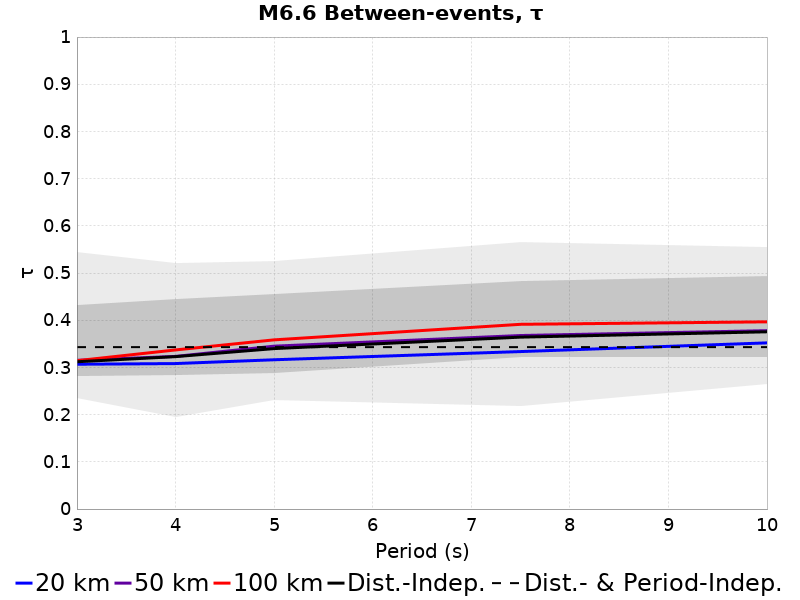 M6.6 Between-events, τ
1
0.9
0.8
0.7
0.6
0.5
0.4
0.3
0.2
0.1
0
τ
3 4 5 6 7 8 9 10
Period (s)
20 km 50 km 100 km Dist.-Indep. Dist.- & Period-Indep.